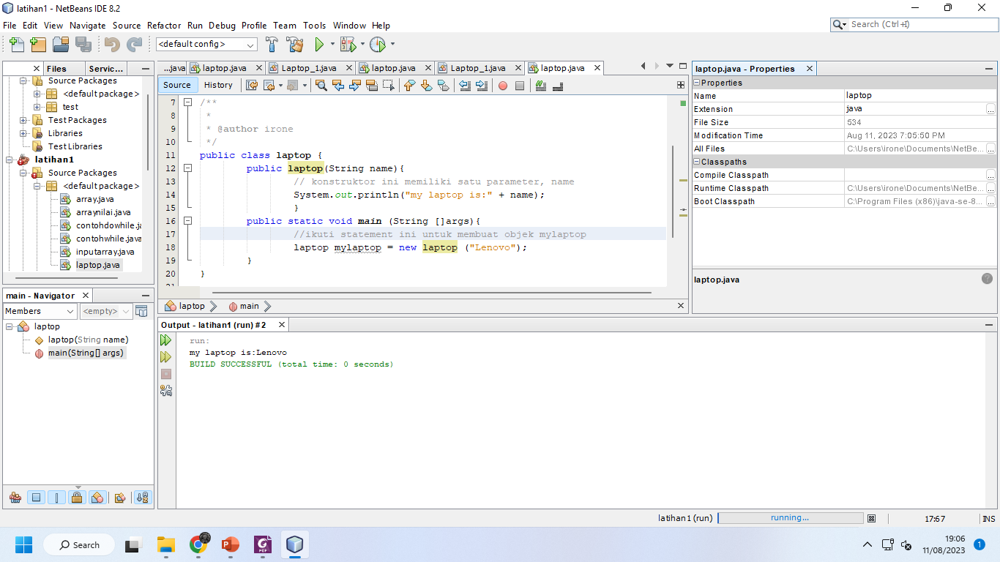 latihan1 - NetBeans IDE 8.2
File Edit View Navigate Source Refactor Run Debug Profile Team Tools Window Help
Search (Ctrl+I)
<default config>
Files
Servic...
Source Packages
<default package>
test
Test Packages
Libraries
Test Libraries
latihan1
Source Packages
<default package>
array.java
arraynilai.java
contohdowhile.ja
contohwhile.java
inputarray.java
laptop.java
main - Navigator
Members
<empty>
laptop
laptop(String name)
main(String[] args)
...java laptop.java Laptop_1.java laptop.java Laptop_1.java laptop.java
Source History
7 /**
8 *
9 * @author irone
10 */
11 public class laptop {
12 public laptop(String name){
13 // konstruktor ini memiliki satu parameter, name
14 System.out.println("my laptop is:" + name);
15 }
16 public static void main (String []args){
17 //ikuti statement ini untuk membuat objek mylaptop
18 laptop mylaptop = new laptop ("Lenovo");
19 }
20 }
21
laptop main
Output - latihan1 (run) #2
run:
my laptop is:Lenovo
BUILD SUCCESSFUL (total time: 0 seconds)
laptop.java - Properties
Properties
Name laptop
Extension java ...
File Size 534
Modification Time Aug 11, 2023 7:05:50 PM
All Files C:\Users\irone\Documents\NetBe... ...
Classpaths
Compile Classpath ...
Runtime Classpath C:\Users\irone\Documents\NetBe... ...
Boot Classpath C:\Program Files (x86)\java-se-8... ...
laptop.java
?
latihan1 (run) running... 17:67 INS
Search
19:06
11/08/2023
1